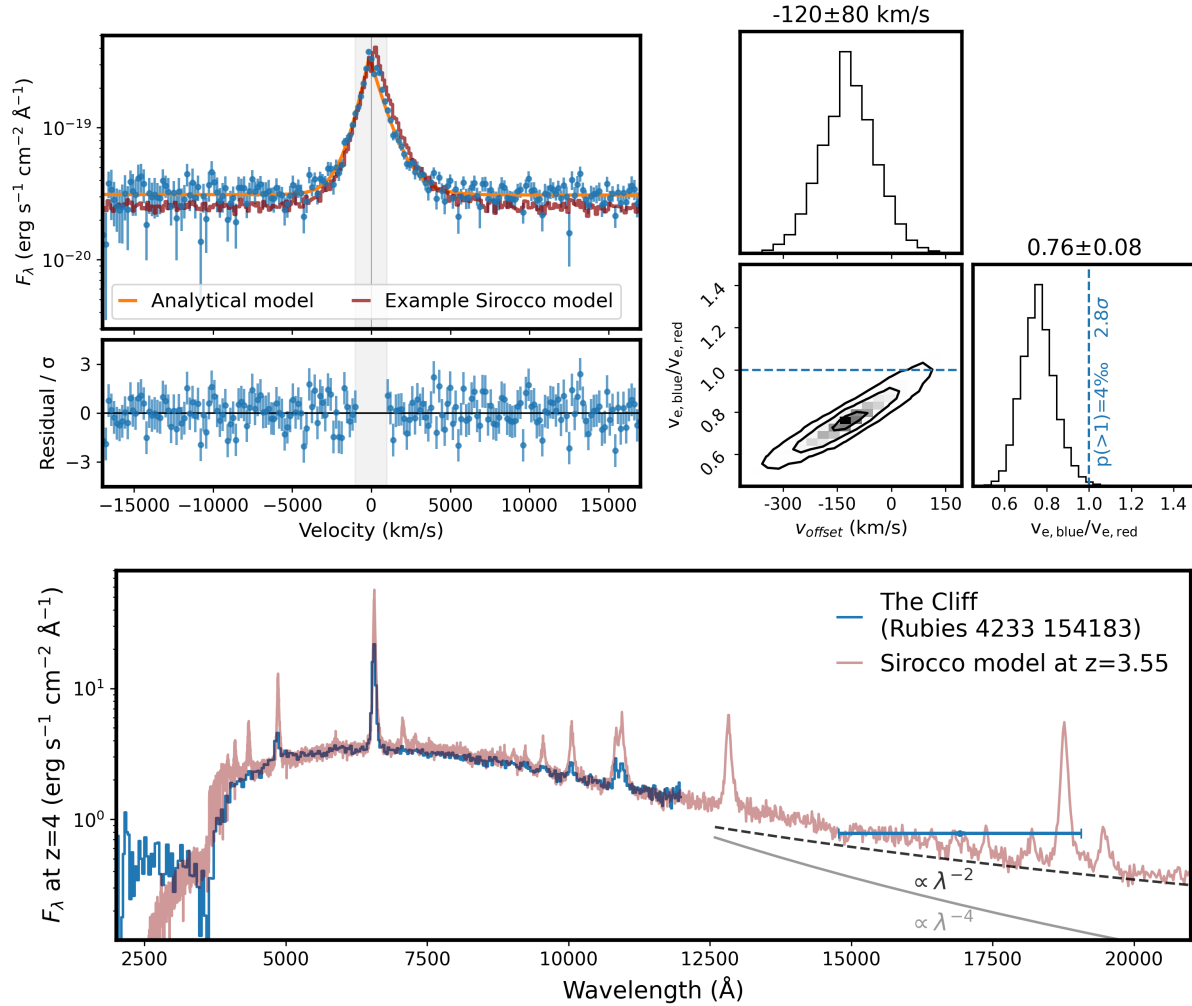 -120±80 km/s
F_λ (erg s⁻¹ cm⁻² Å⁻¹)
10⁻¹⁹
10⁻²⁰
Analytical model
Example Sirocco model
Residual / σ
3
0
−3
−15000 −10000 −5000 0 5000 10000 15000
Velocity (km/s)
0.76±0.08
v_e, blue/v_e, red
1.4
1.2
1.0
0.8
0.6
-300 -150 0 150
v_offset (km/s)
p(>1)=4‰ 2.8σ
0.6 0.8 1.0 1.2 1.4
v_e, blue/v_e, red
F_λ at z=4 (erg s⁻¹ cm⁻² Å⁻¹)
10¹
10⁰
The Cliff
(Rubies 4233 154183)
Sirocco model at z=3.55
∝ λ⁻²
∝ λ⁻⁴
2500 5000 7500 10000 12500 15000 17500 20000
Wavelength (Å)